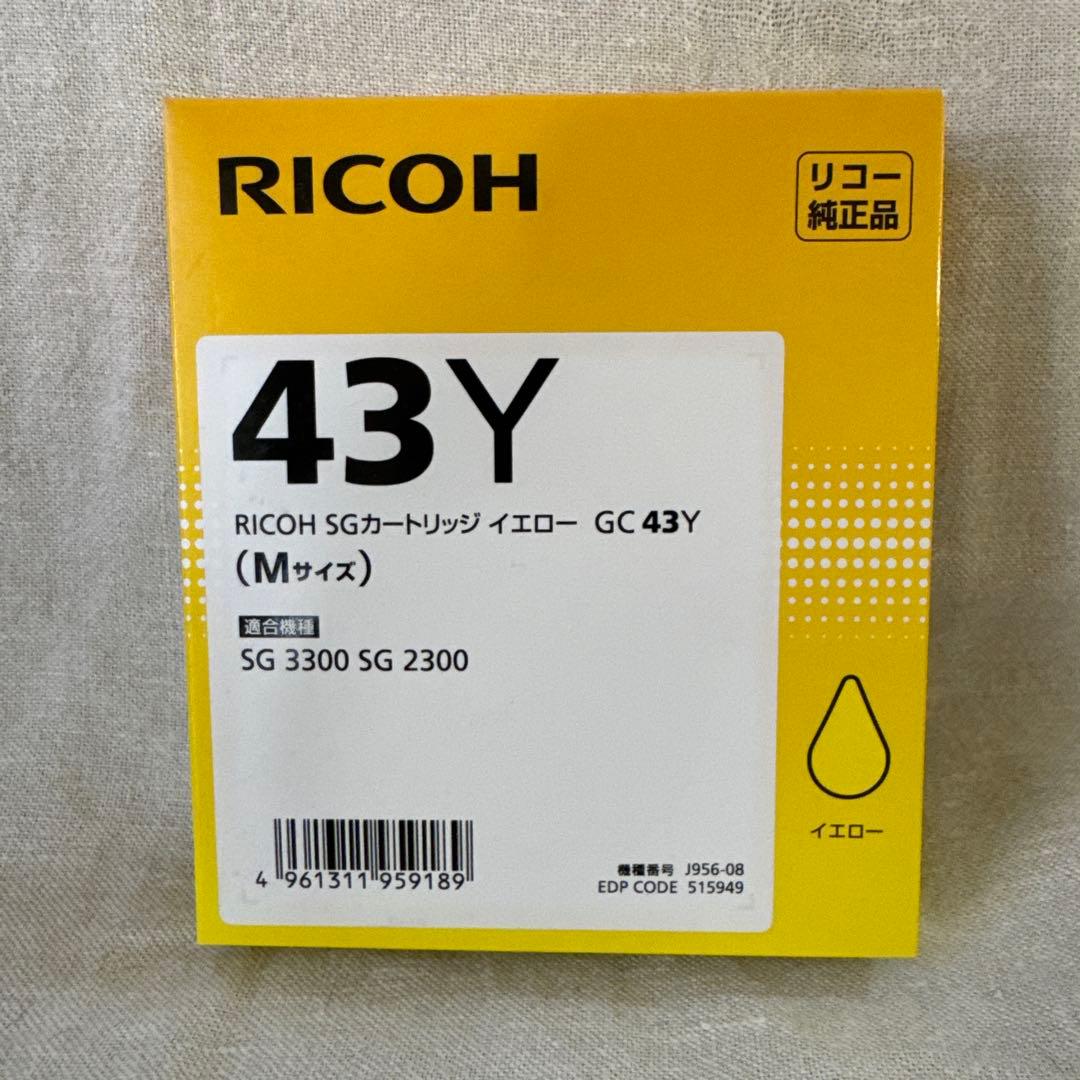 RICOH
リコー
純正品
43Y
RICOH SGカートリッジ イエロー GC 43Y
(Mサイズ)
適合機種
SG 3300 SG 2300
イエロー
4 961311 959189
機種番号 J956-08
EDP CODE 515949